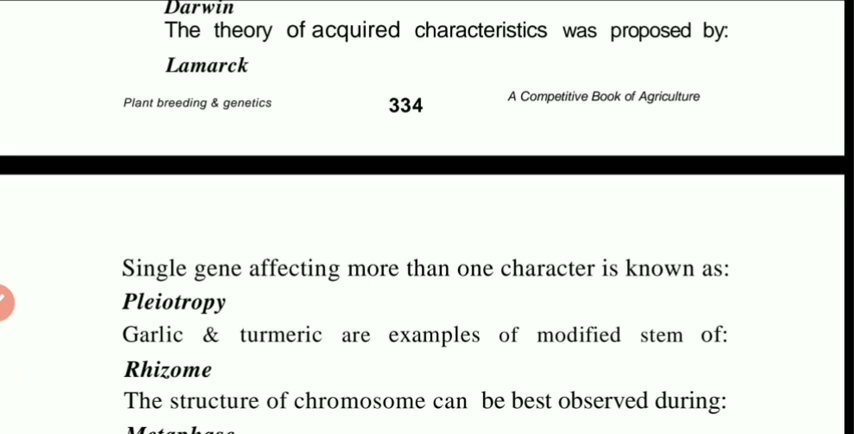 Darwin
The theory of acquired characteristics was proposed by:
Lamarck
Plant breeding & genetics 334 A Competitive Book of Agriculture
Single gene affecting more than one character is known as:
Pleiotropy
Garlic & turmeric are examples of modified stem of:
Rhizome
The structure of chromosome can be best observed during:
Metaphase